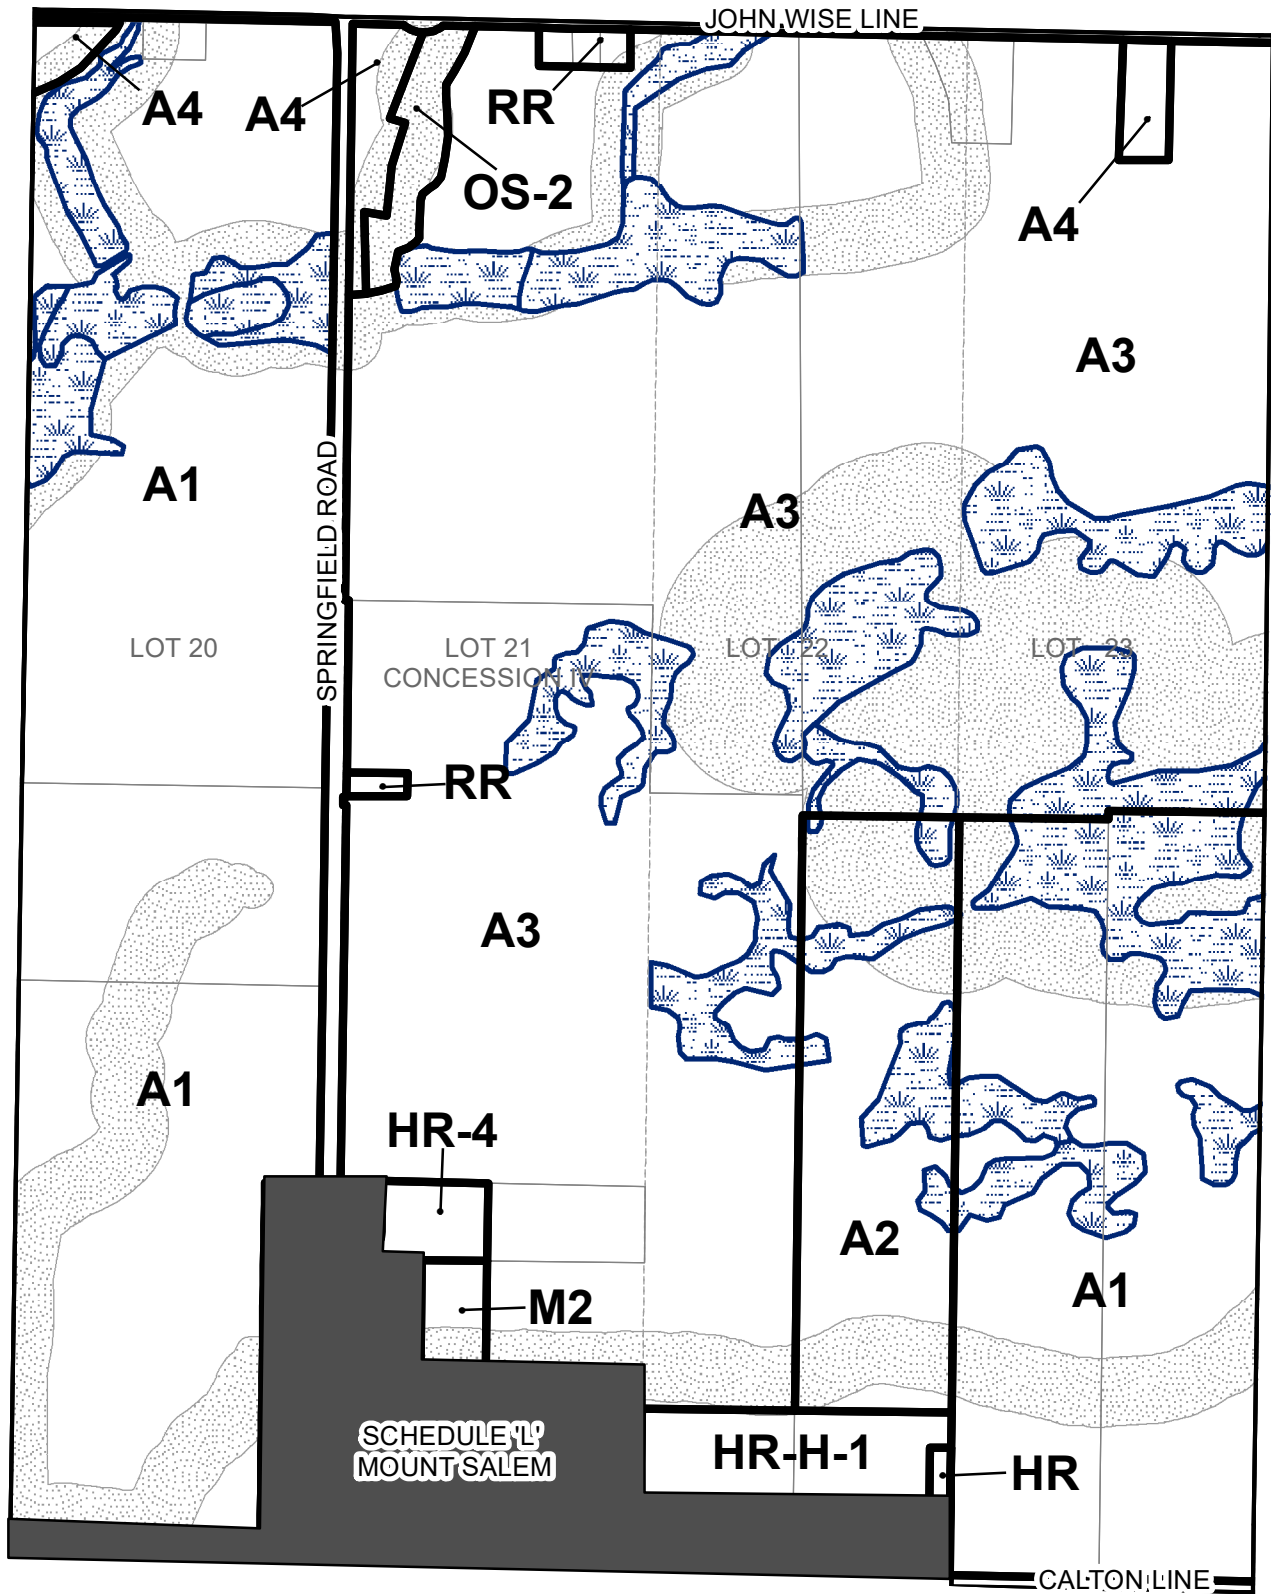 JOHN WISE LINE
A4
A4
RR
OS-2
A4
A3
A1
A3
SPRINGFIELD ROAD
LOT 20
LOT 21
CONCESSION IV
LOT 22
LOT 23
RR
A3
A1
HR-4
A2
A1
M2
SCHEDULE 'L'
MOUNT SALEM
HR-H-1
HR
CALTON LINE